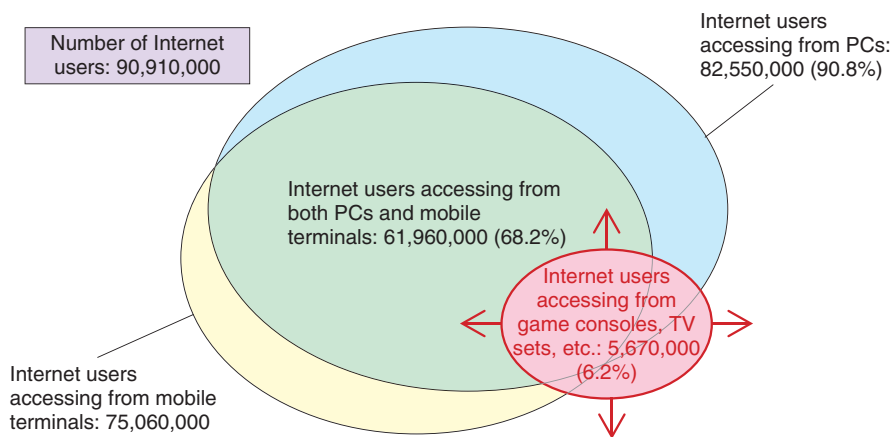 Number of Internet
users: 90,910,000
Internet users
accessing from PCs:
82,550,000 (90.8%)
Internet users accessing from
both PCs and mobile
terminals: 61,960,000 (68.2%)
Internet users
accessing from
game consoles, TV
sets, etc.: 5,670,000
(6.2%)
Internet users
accessing from mobile
terminals: 75,060,000